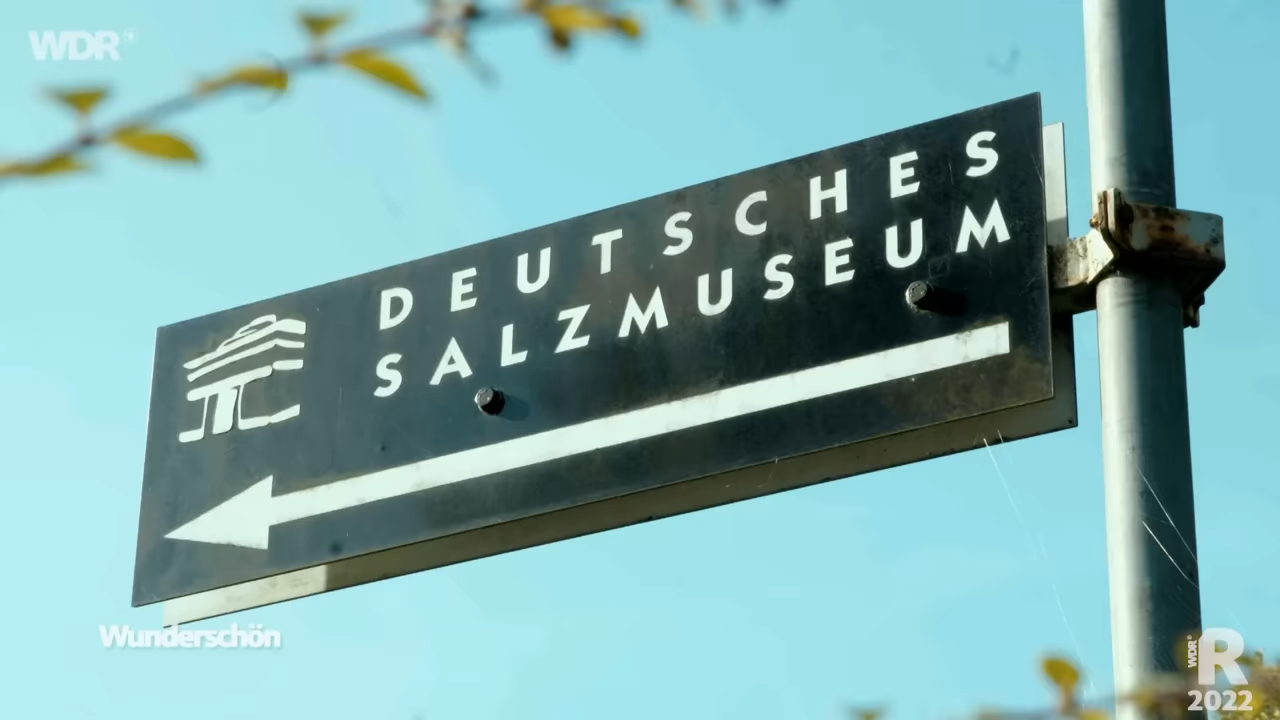 WDR
DEUTSCHES
SALZMUSEUM
Wunderschön
WDR R
2022